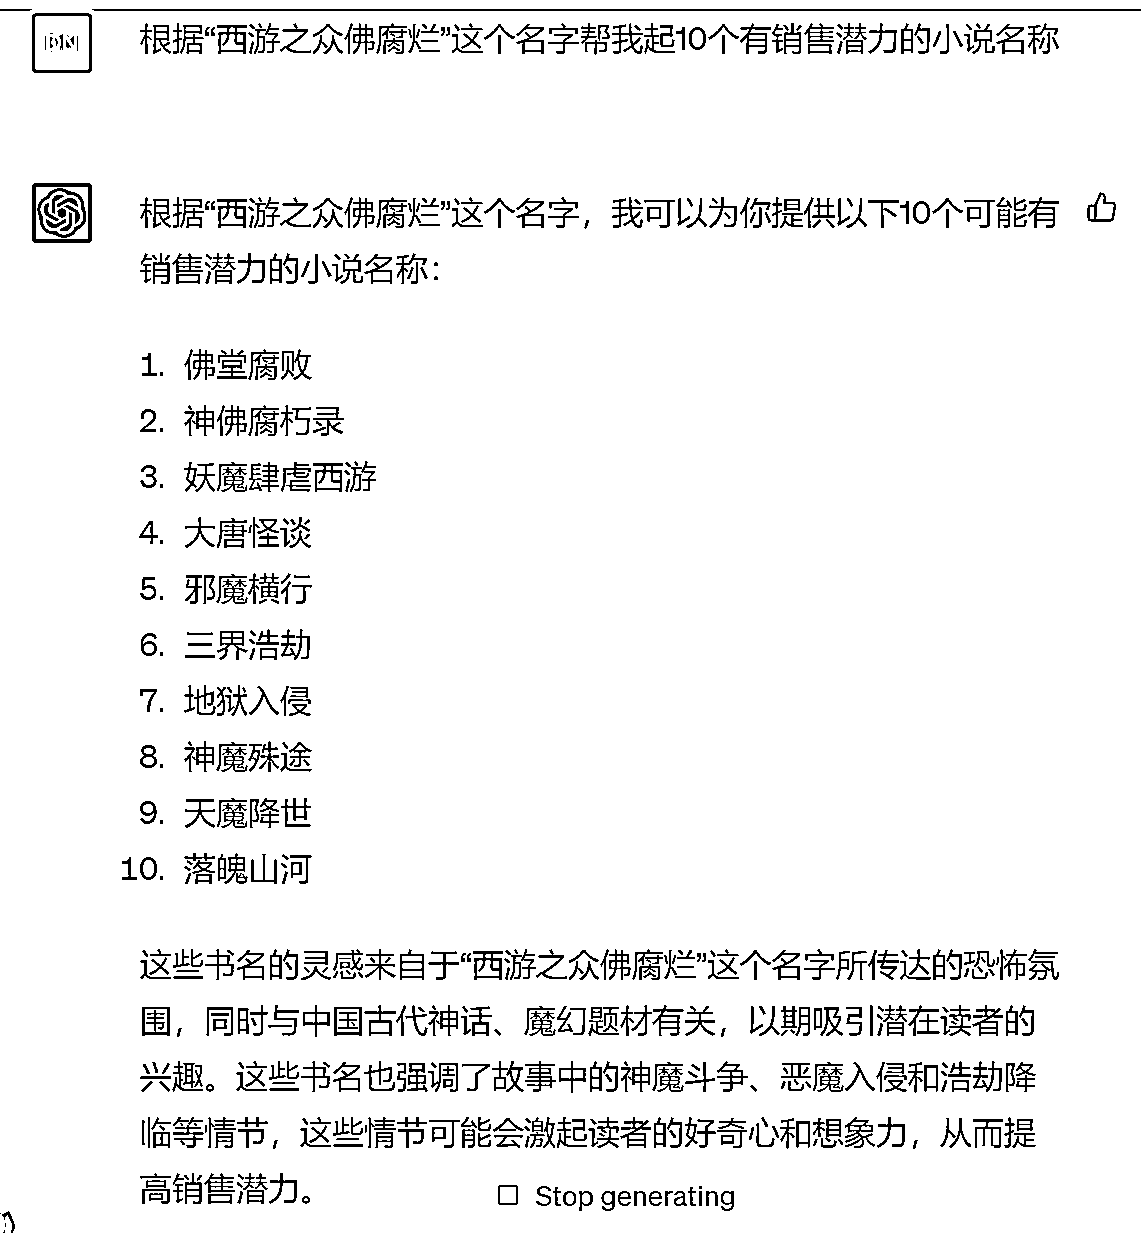 根据“西游之众佛腐烂”这个名字帮我起10个有销售潜力的小说名称
根据“西游之众佛腐烂”这个名字，我可以为你提供以下10个可能有
销售潜力的小说名称：
1. 佛堂腐败
2. 神佛腐朽录
3. 妖魔肆虐西游
4. 大唐怪谈
5. 邪魔横行
6. 三界浩劫
7. 地狱入侵
8. 神魔殊途
9. 天魔降世
10. 落魄山河
这些书名的灵感来自于“西游之众佛腐烂”这个名字所传达的恐怖氛
围，同时与中国古代神话、魔幻题材有关，以期吸引潜在读者的
兴趣。这些书名也强调了故事中的神魔斗争、恶魔入侵和浩劫降
临等情节，这些情节可能会激起读者的好奇心和想象力，从而提
高销售潜力。
Stop generating